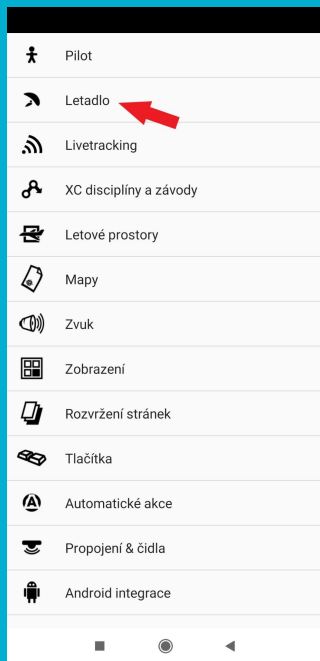 Pilot
Letadlo
Livetracking
XC disciplíny a závody
Letové prostory
Mapy
Zvuk
Zobrazení
Rozvržení stránek
Tlačítka
Automatické akce
Propojení & čidla
Android integrace